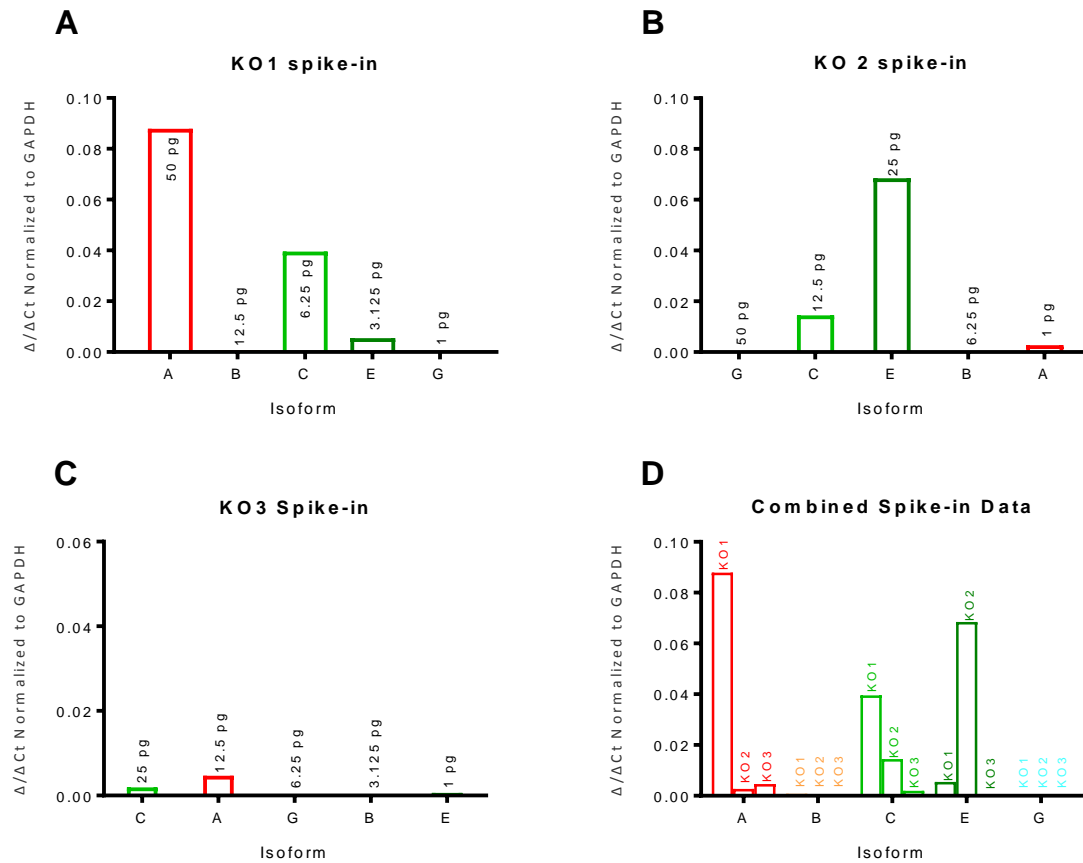 A
KO1 spike-in
Δ/ΔCt Normalized to GAPDH
0.10
0.08
0.06
0.04
0.02
0.00
50 pg
12.5 pg
6.25 pg
3.125 pg
1 pg
A B C E G
Isoform
B
KO 2 spike-in
Δ/ΔCt Normalized to GAPDH
0.10
0.08
0.06
0.04
0.02
0.00
50 pg
12.5 pg
25 pg
6.25 pg
1 pg
G C E B A
Isoform
C
KO3 Spike-in
Δ/ΔCt Normalized to GAPDH
0.06
0.04
0.02
0.00
25 pg
12.5 pg
6.25 pg
3.125 pg
1 pg
C A G B E
Isoform
D
Combined Spike-in Data
Δ/ΔCt Normalized to GAPDH
0.10
0.08
0.06
0.04
0.02
0.00
KO1
KO2
KO3
KO1
KO2
KO3
KO1
KO2
KO3
KO1
KO2
KO3
KO1
KO2
KO3
A B C E G
Isoform